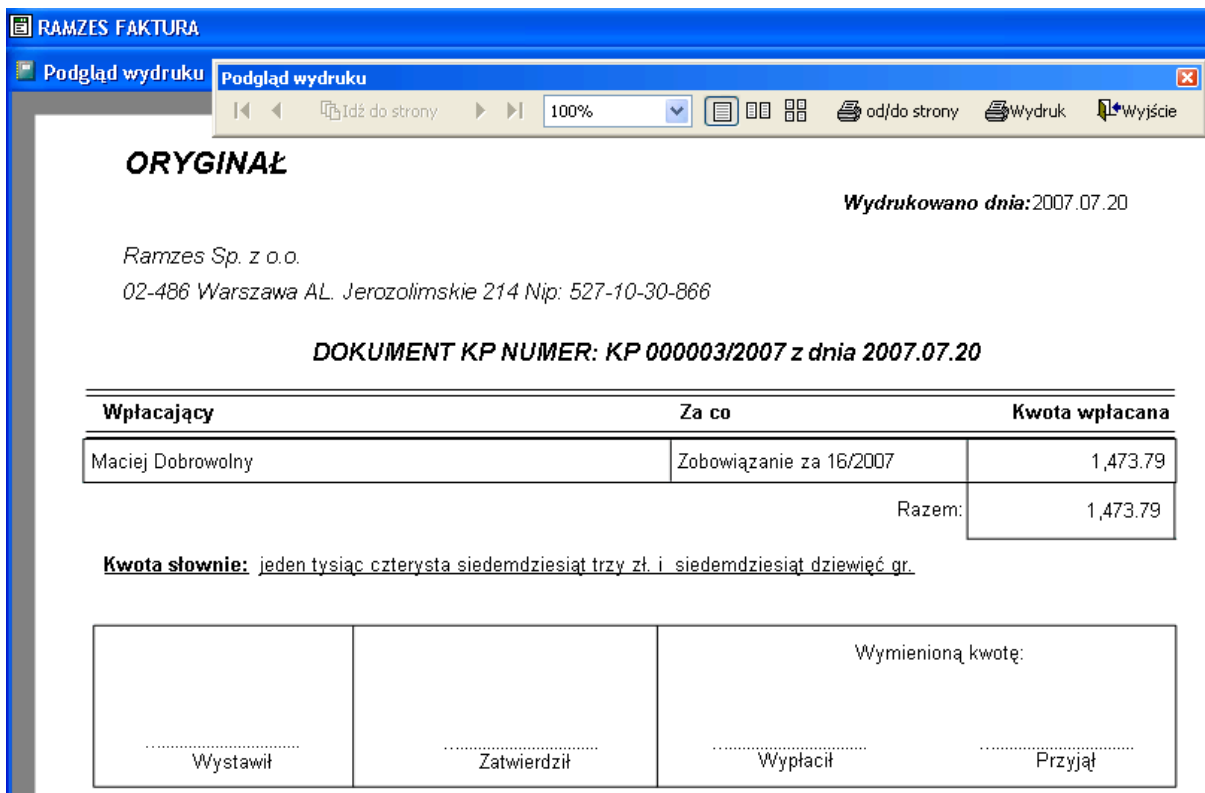 RAMZES FAKTURA
Podgląd wydruku
Podgląd wydruku
Idź do strony 100% od/do strony Wydruk Wyjście
ORYGINAŁ
Wydrukowano dnia:2007.07.20
Ramzes Sp. z o.o.
02-486 Warszawa AL. Jerozolimskie 214 Nip: 527-10-30-866
DOKUMENT KP NUMER: KP 000003/2007 z dnia 2007.07.20
Wpłacający Za co Kwota wpłacana
Maciej Dobrowolny Zobowiązanie za 16/2007 1,473.79
Razem: 1,473.79
Kwota słownie: jeden tysiąc czterysta siedemdziesiąt trzy zł. i siedemdziesiąt dziewięć gr.
Wymienioną kwotę:
Wystawił Zatwierdził Wypłacił Przyjął